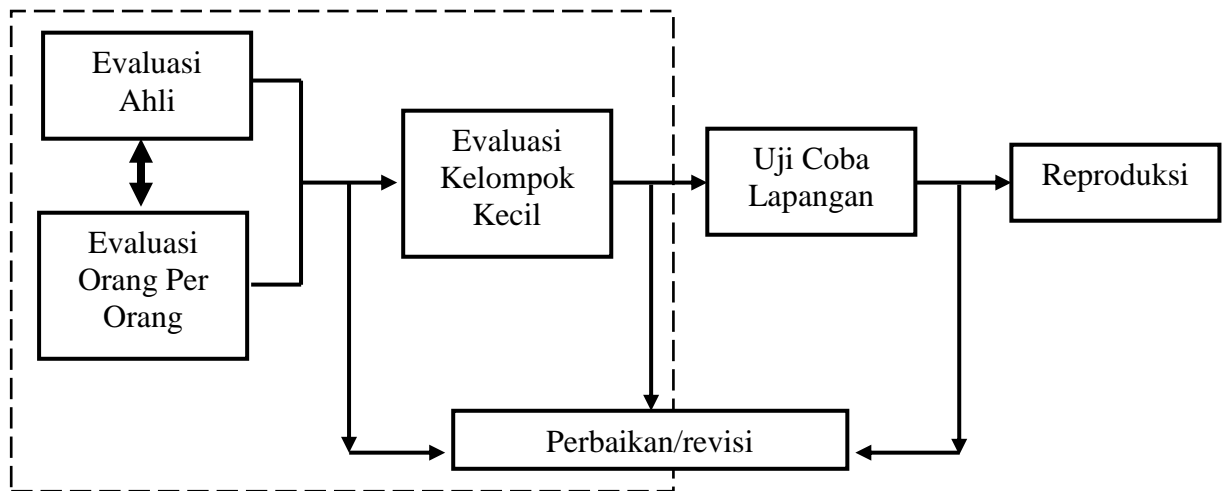 Evaluasi
Ahli
Evaluasi
Orang Per
Orang
Evaluasi
Kelompok
Kecil
Uji Coba
Lapangan
Reproduksi
Perbaikan/revisi